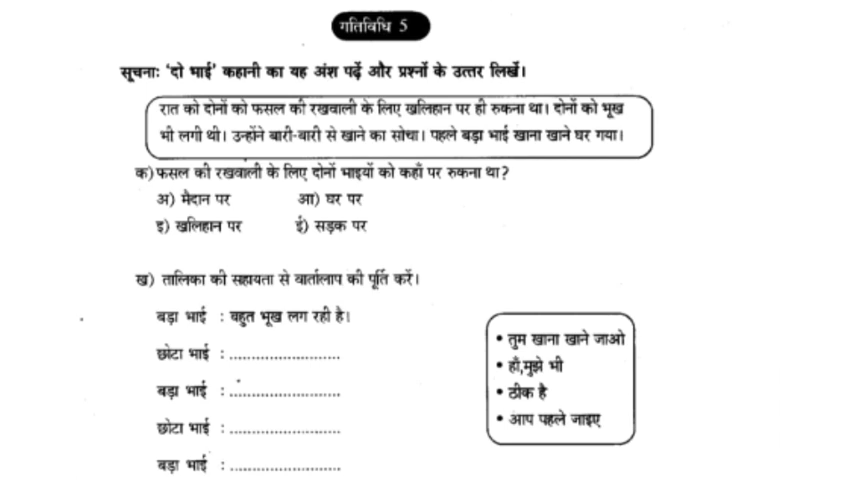 गतिविधि 5
सूचनाः 'दो भाई' कहानी का यह अंश पढ़ें और प्रश्नों के उत्तर लिखें।
रात को दोनों को फसल की रखवाली के लिए खलिहान पर ही रुकना था। दोनों को भूख
भी लगी थी। उन्होंने बारी-बारी से खाने का सोचा। पहले बड़ा भाई खाना खाने घर गया।
क) फसल की रखवाली के लिए दोनों भाइयों को कहाँ पर रुकना था?
अ) मैदान पर आ) घर पर
इ) खलिहान पर ई) सड़क पर
ख) तालिका की सहायता से वार्तालाप की पूर्ति करें।
बड़ा भाई : बहुत भूख लग रही है।
छोटा भाई : .........................
बड़ा भाई : .........................
छोटा भाई : .........................
बड़ा भाई : .........................
• तुम खाना खाने जाओ
• हाँ,मुझे भी
• ठीक है
• आप पहले जाइए